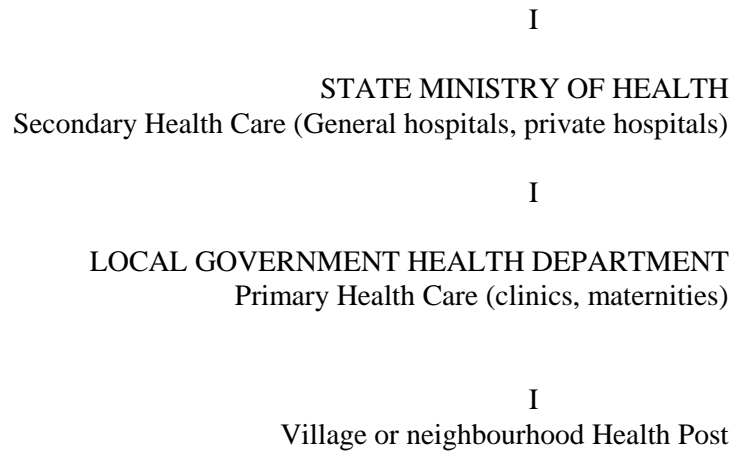 I
STATE MINISTRY OF HEALTH
Secondary Health Care (General hospitals, private hospitals)
I
LOCAL GOVERNMENT HEALTH DEPARTMENT
Primary Health Care (clinics, maternities)
I
Village or neighbourhood Health Post